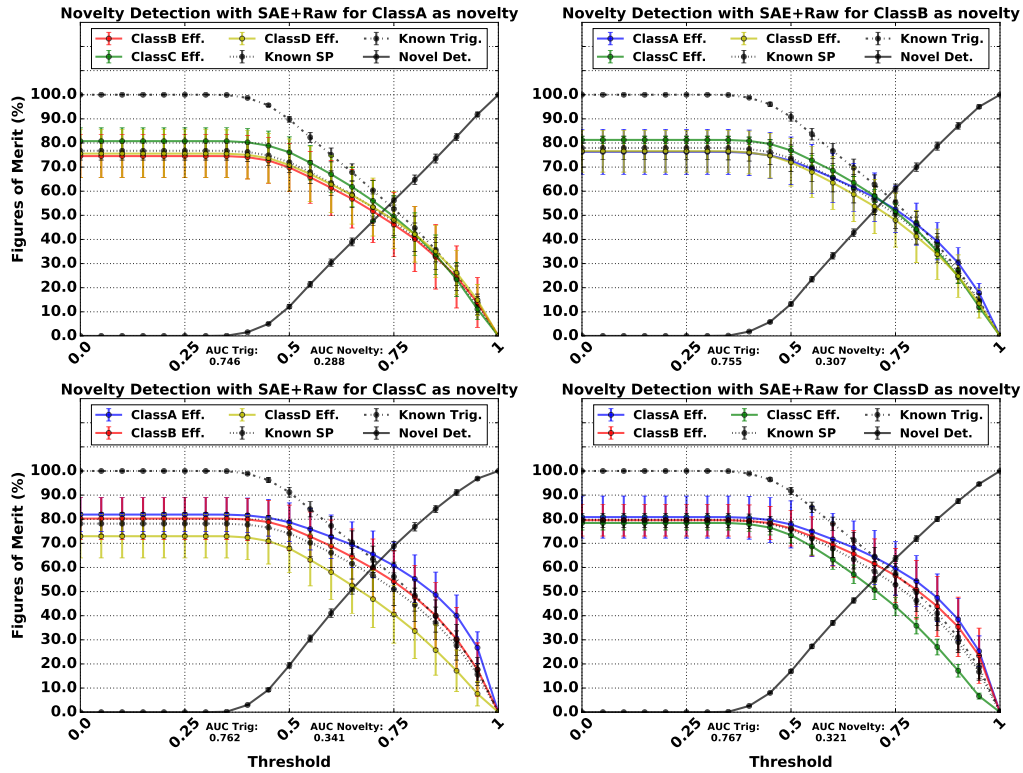 Novelty Detection with SAE+Raw for ClassA as novelty
ClassB Eff. ClassD Eff. Known Trig.
ClassC Eff. Known SP Novel Det.
Figures of Merit (%)
100.0
90.0
80.0
70.0
60.0
50.0
40.0
30.0
20.0
10.0
0.0
0.0 0.25 0.5 0.75 1
AUC Trig: AUC Novelty:
0.746 0.288
Novelty Detection with SAE+Raw for ClassB as novelty
ClassA Eff. ClassD Eff. Known Trig.
ClassC Eff. Known SP Novel Det.
100.0
90.0
80.0
70.0
60.0
50.0
40.0
30.0
20.0
10.0
0.0
0.0 0.25 0.5 0.75 1
AUC Trig: AUC Novelty:
0.755 0.307
Novelty Detection with SAE+Raw for ClassC as novelty
ClassA Eff. ClassD Eff. Known Trig.
ClassB Eff. Known SP Novel Det.
Figures of Merit (%)
100.0
90.0
80.0
70.0
60.0
50.0
40.0
30.0
20.0
10.0
0.0
0.0 0.25 0.5 0.75 1
AUC Trig: AUC Novelty:
0.762 0.341
Threshold
Novelty Detection with SAE+Raw for ClassD as novelty
ClassA Eff. ClassC Eff. Known Trig.
ClassB Eff. Known SP Novel Det.
100.0
90.0
80.0
70.0
60.0
50.0
40.0
30.0
20.0
10.0
0.0
0.0 0.25 0.5 0.75 1
AUC Trig: AUC Novelty:
0.767 0.321
Threshold